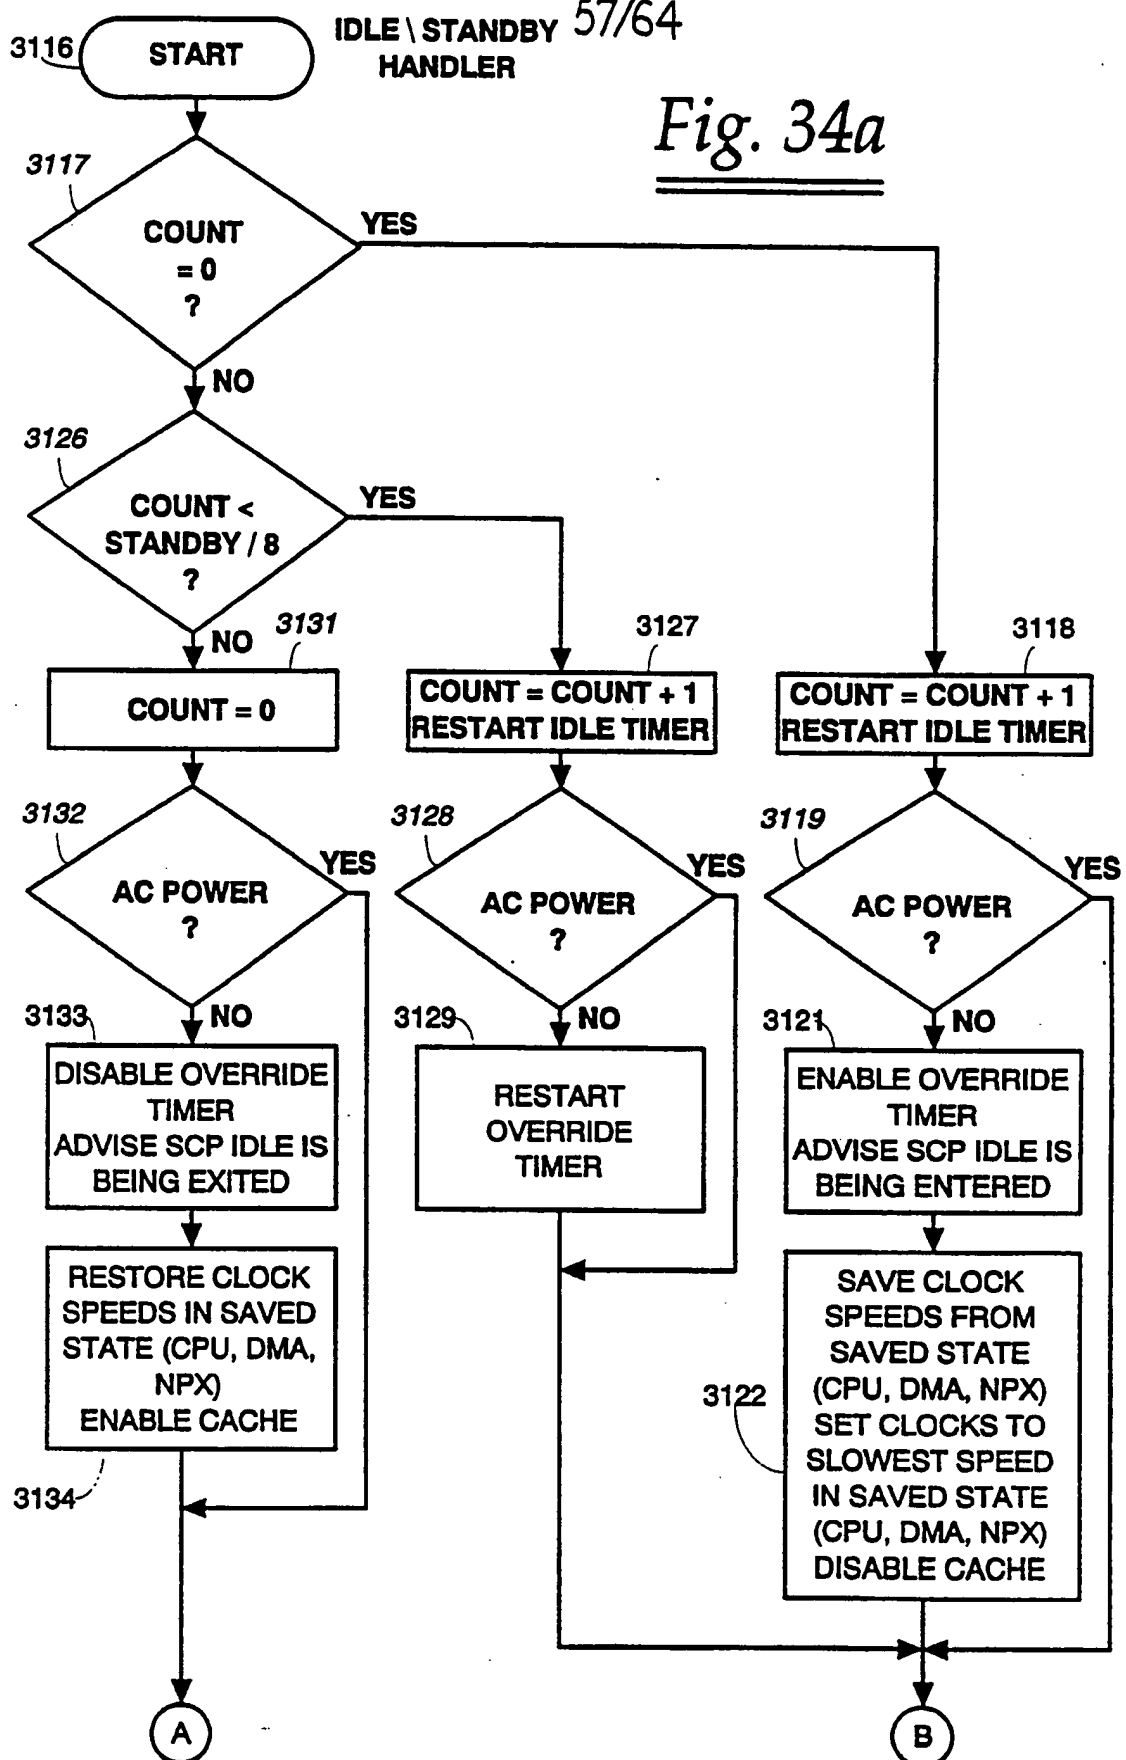 57/64
IDLE \ STANDBY
HANDLER
Fig. 34a
3116
START
3117
COUNT
= 0
?
YES
NO
3126
COUNT <
STANDBY / 8
?
YES
NO
3131
COUNT = 0
3127
COUNT = COUNT + 1
RESTART IDLE TIMER
3118
COUNT = COUNT + 1
RESTART IDLE TIMER
3132
AC POWER
?
YES
NO
3128
AC POWER
?
YES
NO
3119
AC POWER
?
YES
NO
3133
DISABLE OVERRIDE
TIMER
ADVISE SCP IDLE IS
BEING EXITED
3129
RESTART
OVERRIDE
TIMER
3121
ENABLE OVERRIDE
TIMER
ADVISE SCP IDLE IS
BEING ENTERED
RESTORE CLOCK
SPEEDS IN SAVED
STATE (CPU, DMA,
NPX)
ENABLE CACHE
3134
3122
SAVE CLOCK
SPEEDS FROM
SAVED STATE
(CPU, DMA, NPX)
SET CLOCKS TO
SLOWEST SPEED
IN SAVED STATE
(CPU, DMA, NPX)
DISABLE CACHE
A
B